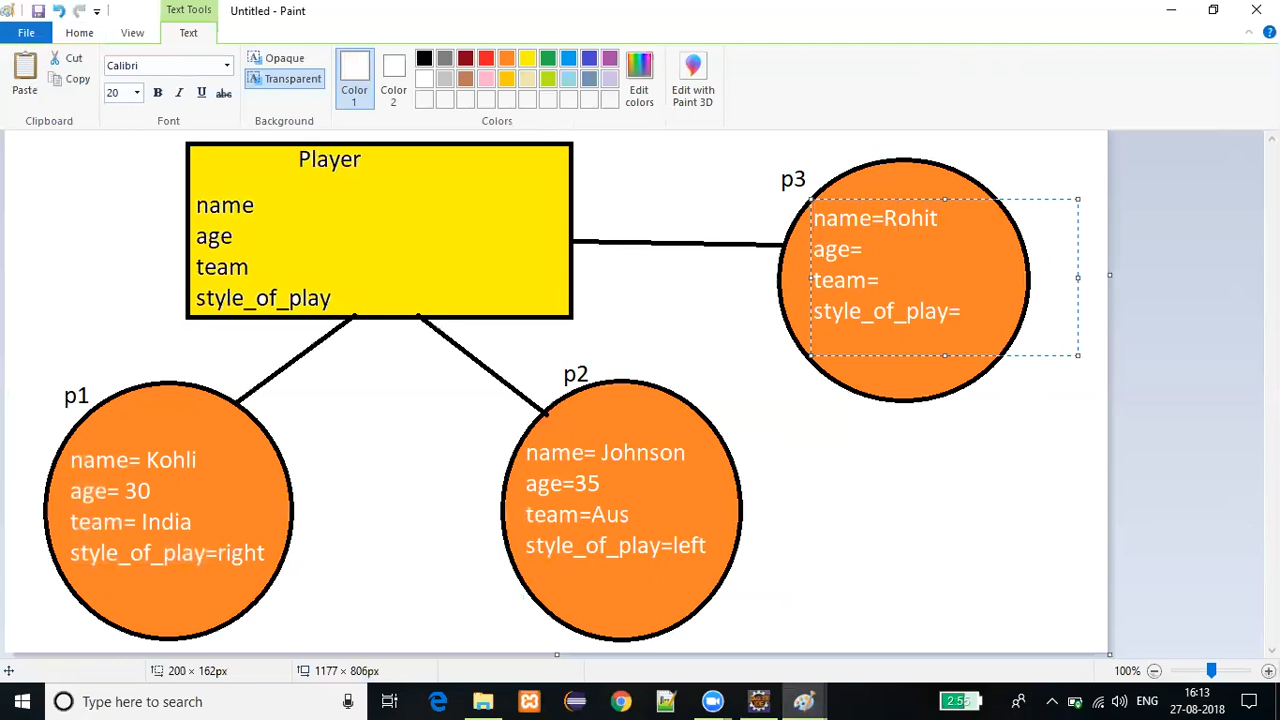 Text Tools
Untitled - Paint
File
Home
View
Text
Paste
Cut
Copy
Clipboard
Calibri
20
B I U abc
Font
Opaque
Transparent
Background
Color 1
Color 2
Edit colors
Colors
Edit with Paint 3D
Player
name
age
team
style_of_play
p3
name=Rohit
age=
team=
style_of_play=
p1
name= Kohli
age= 30
team= India
style_of_play=right
p2
name= Johnson
age=35
team=Aus
style_of_play=left
200 × 162px
1177 × 806px
100%
Type here to search
2:55
ENG
16:13
27-08-2018